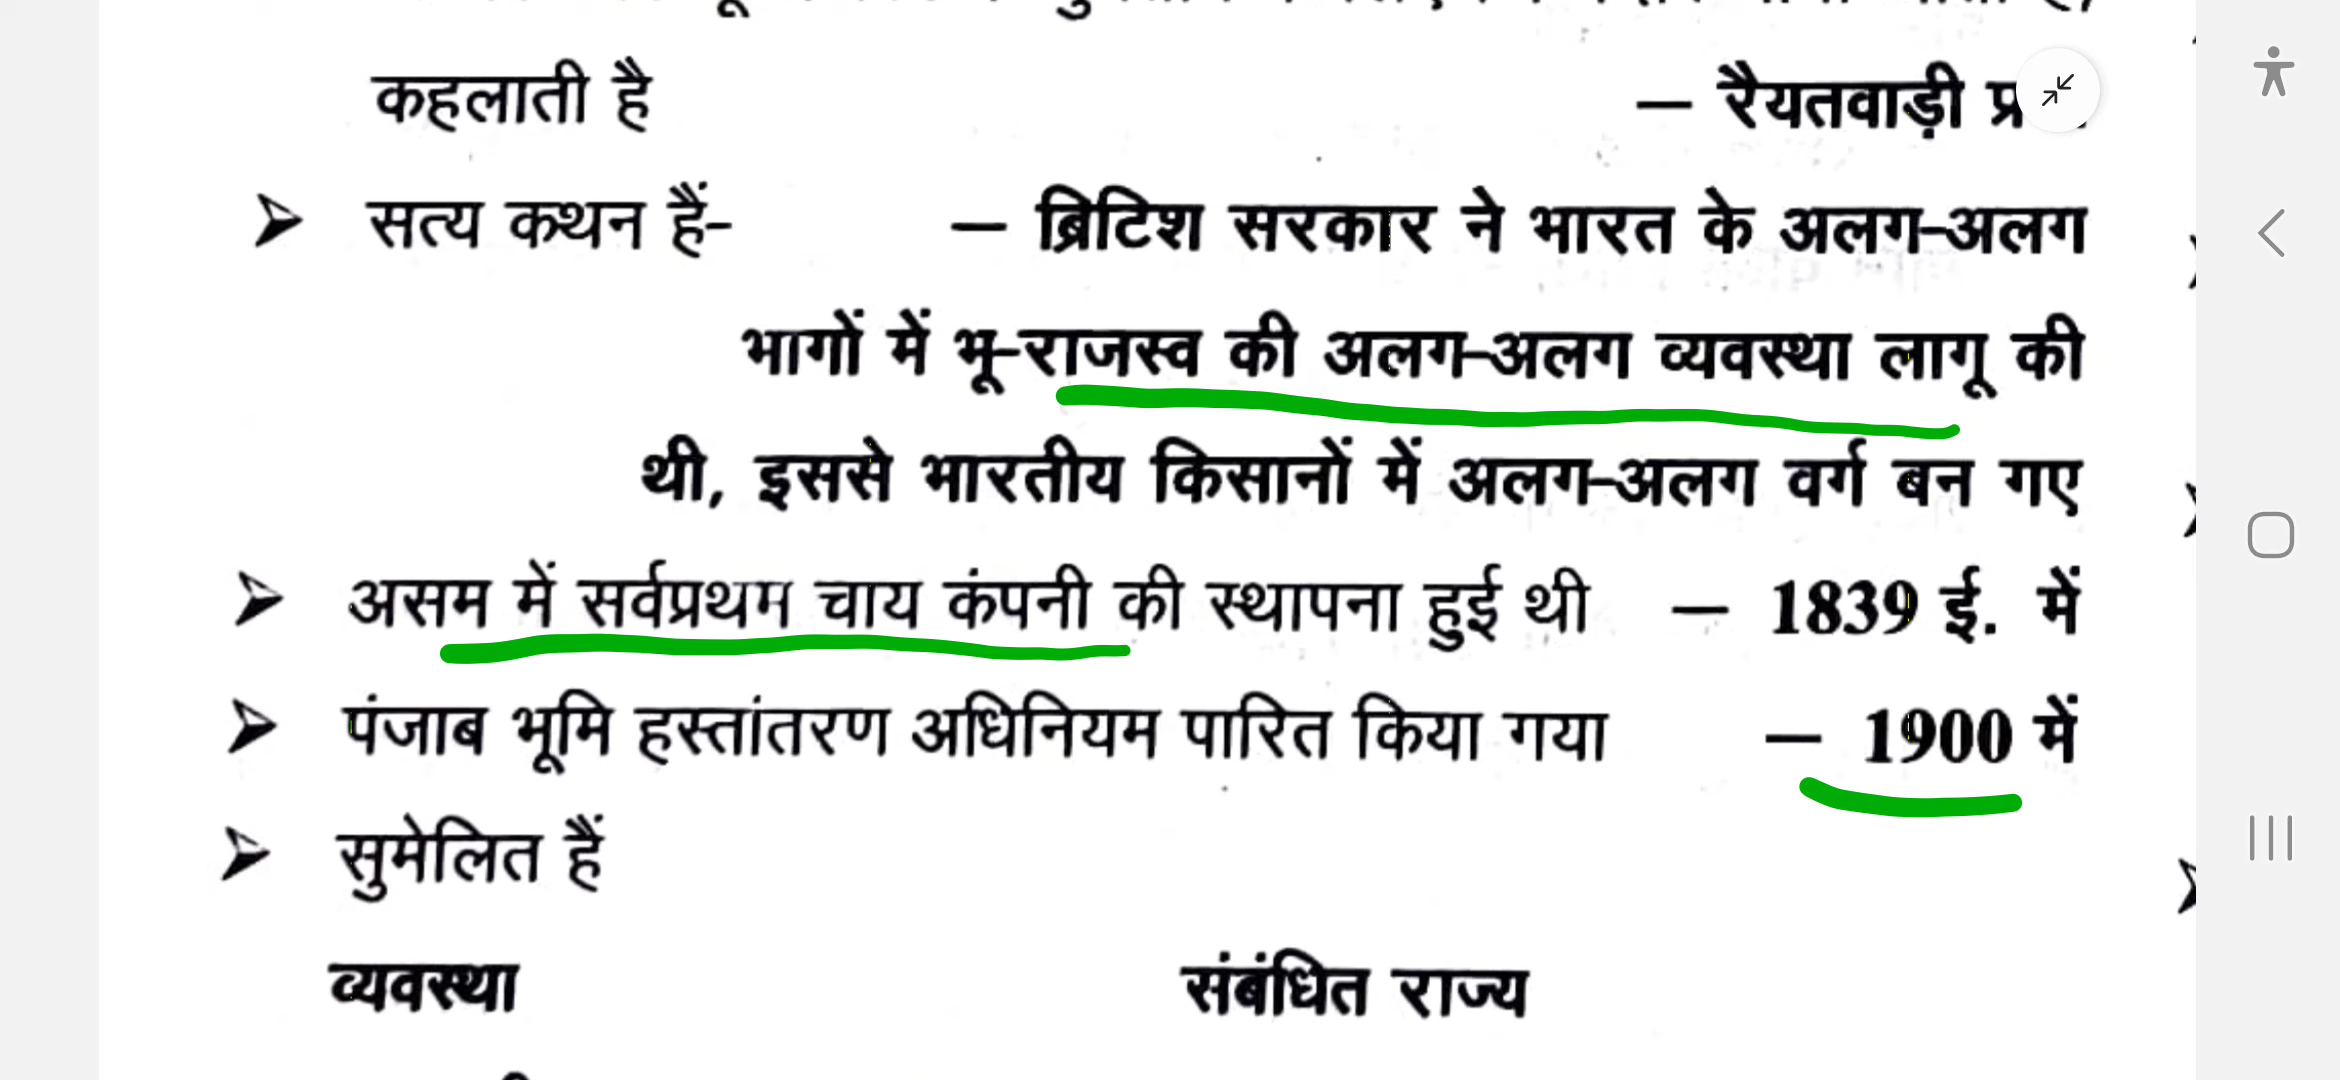 कहलाती है — रैयतवाड़ी
➤ सत्य कथन हैं- — ब्रिटिश सरकार ने भारत के अलग-अलग
भागों में भू-राजस्व की अलग-अलग व्यवस्था लागू की
थी, इससे भारतीय किसानों में अलग-अलग वर्ग बन गए
➤ असम में सर्वप्रथम चाय कंपनी की स्थापना हुई थी — 1839 ई. में
➤ पंजाब भूमि हस्तांतरण अधिनियम पारित किया गया — 1900 में
➤ सुमेलित हैं
व्यवस्था संबंधित राज्य